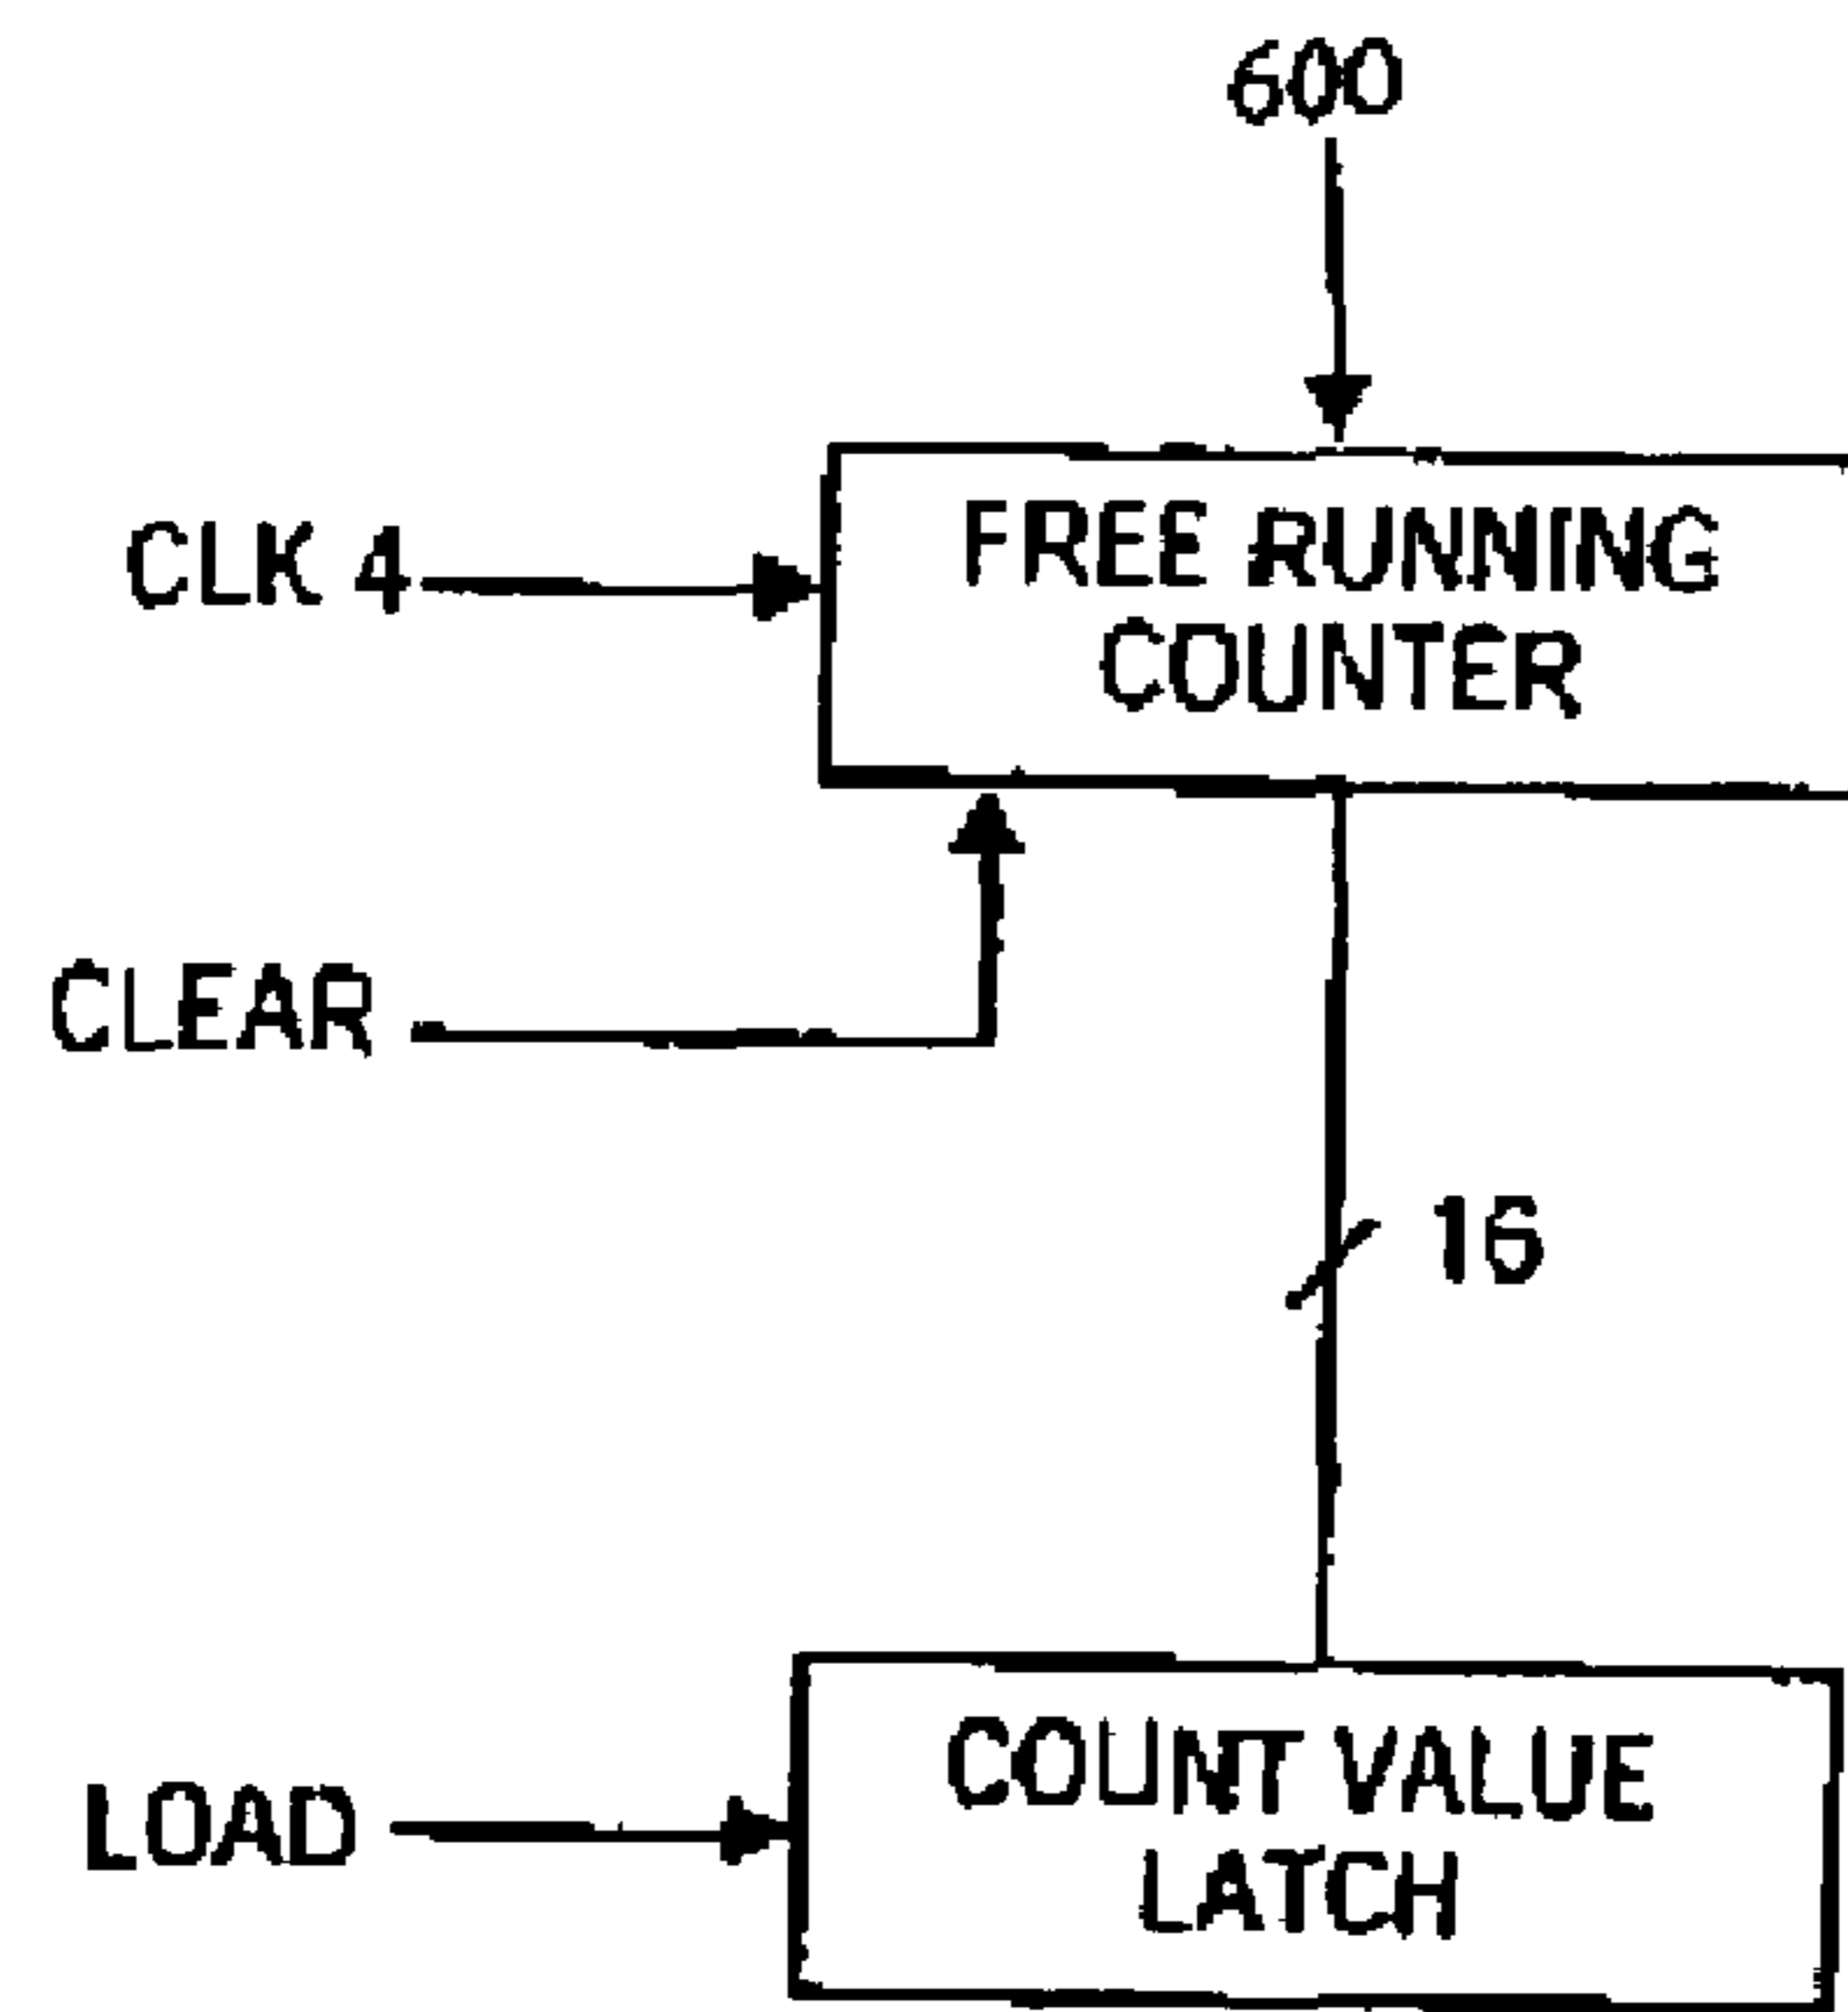 600
CLK 4
FREE RUNNING
COUNTER
CLEAR
16
LOAD
COUNT VALUE
LATCH